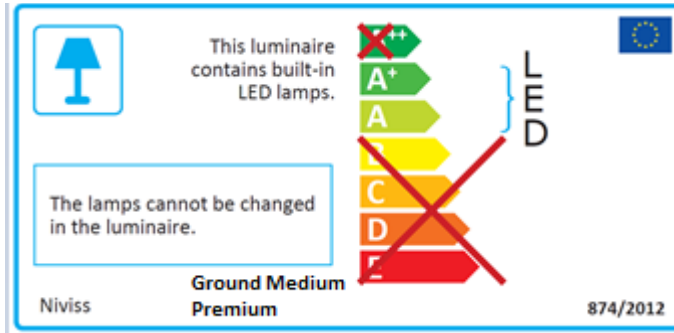 This luminaire
contains built-in
LED lamps.
A++
A+
A
B
C
D
E
LED
The lamps cannot be changed
in the luminaire.
Ground Medium
Premium
Niviss
874/2012